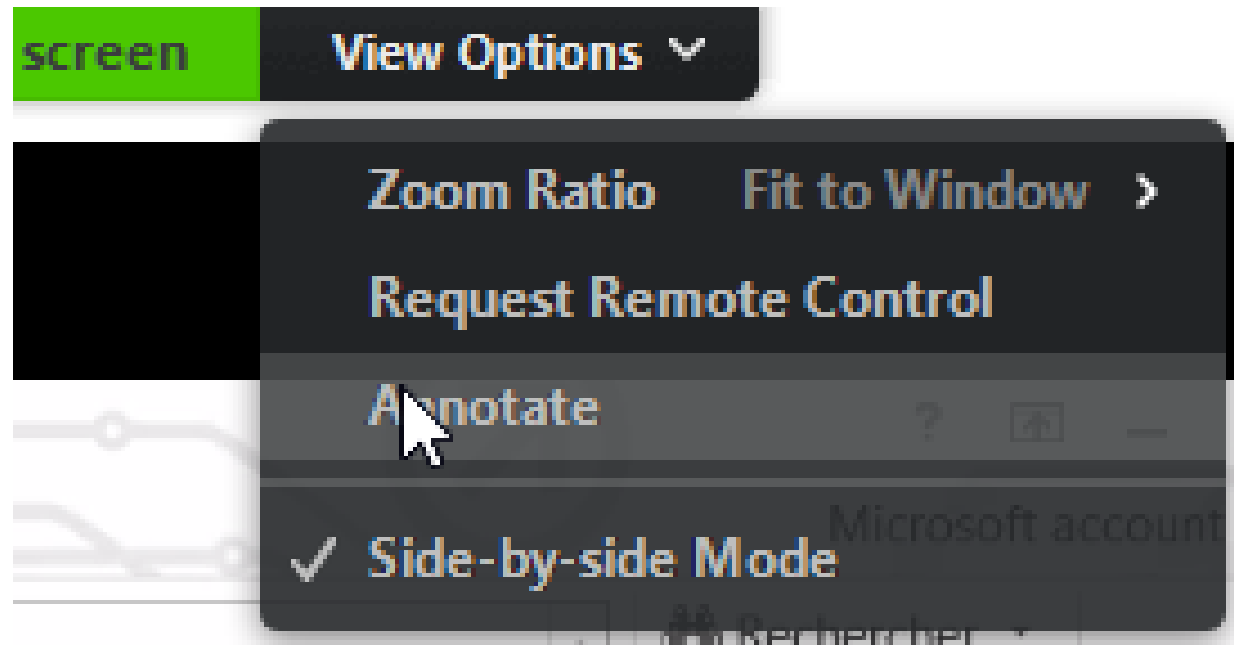 screen View Options
Zoom Ratio Fit to Window >
Request Remote Control
Annotate
?
Microsoft account
✓ Side-by-side Mode
Rechercher